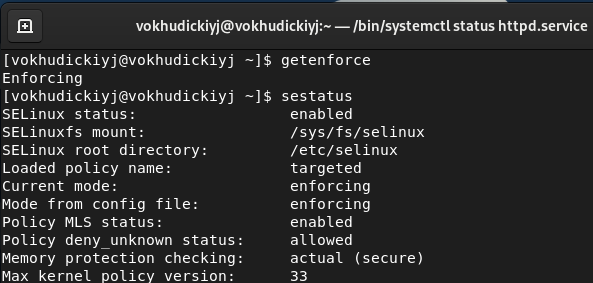 vokhudickiyj@vokhudickiyj:~ — /bin/systemctl status httpd.service
[vokhudickiyj@vokhudickiyj ~]$ getenforce
Enforcing
[vokhudickiyj@vokhudickiyj ~]$ sestatus
SELinux status:                 enabled
SELinuxfs mount:                /sys/fs/selinux
SELinux root directory:         /etc/selinux
Loaded policy name:             targeted
Current mode:                   enforcing
Mode from config file:          enforcing
Policy MLS status:              enabled
Policy deny_unknown status:     allowed
Memory protection checking:     actual (secure)
Max kernel policy version:      33